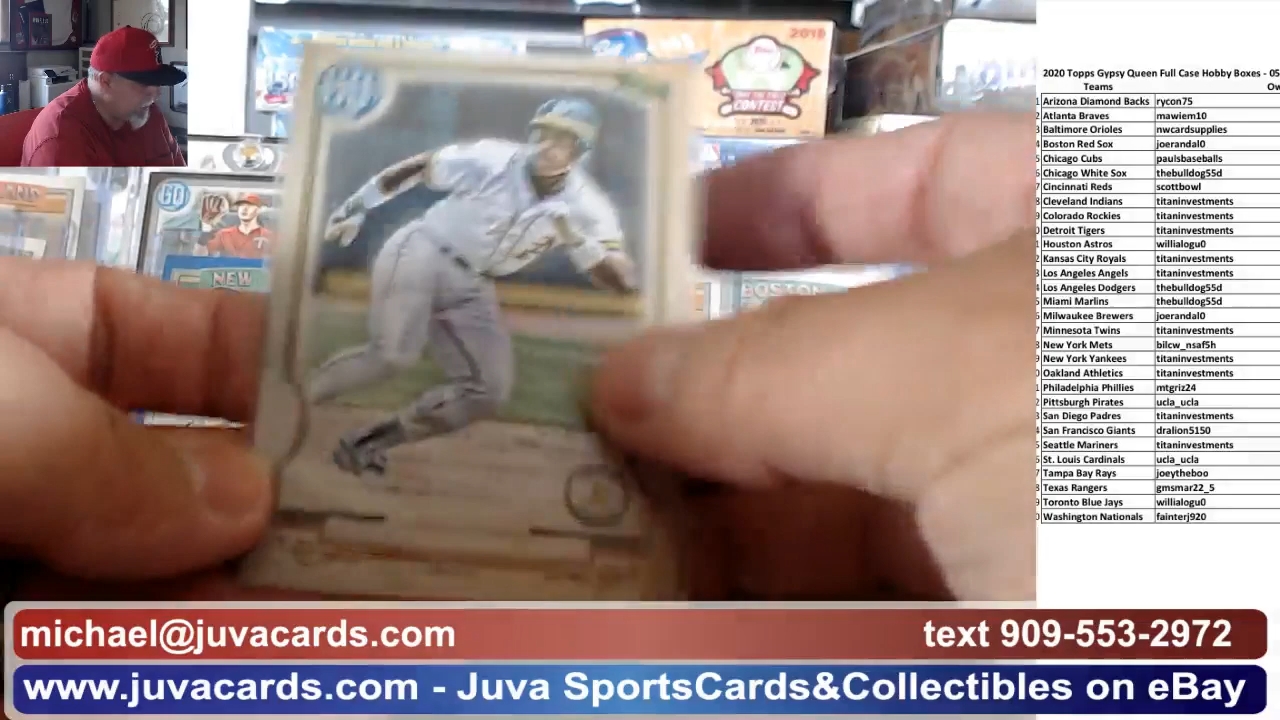 2018
CONTEST
GQ
NEW
BOSTON
2020 Topps Gypsy Queen Full Case Hobby Boxes - 05
Teams Ow
Arizona Diamond Backs rycon75
Atlanta Braves mawiem10
Baltimore Orioles nwcardsupplies
Boston Red Sox joerandal0
Chicago Cubs paulsbaseballs
Chicago White Sox thebulldog55d
Cincinnati Reds scottbowl
Cleveland Indians titaninvestments
Colorado Rockies titaninvestments
Detroit Tigers titaninvestments
Houston Astros willialogu0
Kansas City Royals titaninvestments
Los Angeles Angels titaninvestments
Los Angeles Dodgers thebulldog55d
Miami Marlins thebulldog55d
Milwaukee Brewers joerandal0
Minnesota Twins titaninvestments
New York Mets bilcw_nsaf5h
New York Yankees titaninvestments
Oakland Athletics titaninvestments
Philadelphia Phillies mtgriz24
Pittsburgh Pirates ucla_ucla
San Diego Padres titaninvestments
San Francisco Giants dralion5150
Seattle Mariners titaninvestments
St. Louis Cardinals ucla_ucla
Tampa Bay Rays joeytheboo
Texas Rangers gmsmar22_5
Toronto Blue Jays willialogu0
Washington Nationals fainterj920
michael@juvacards.com text 909-553-2972
www.juvacards.com - Juva SportsCards&Collectibles on eBay